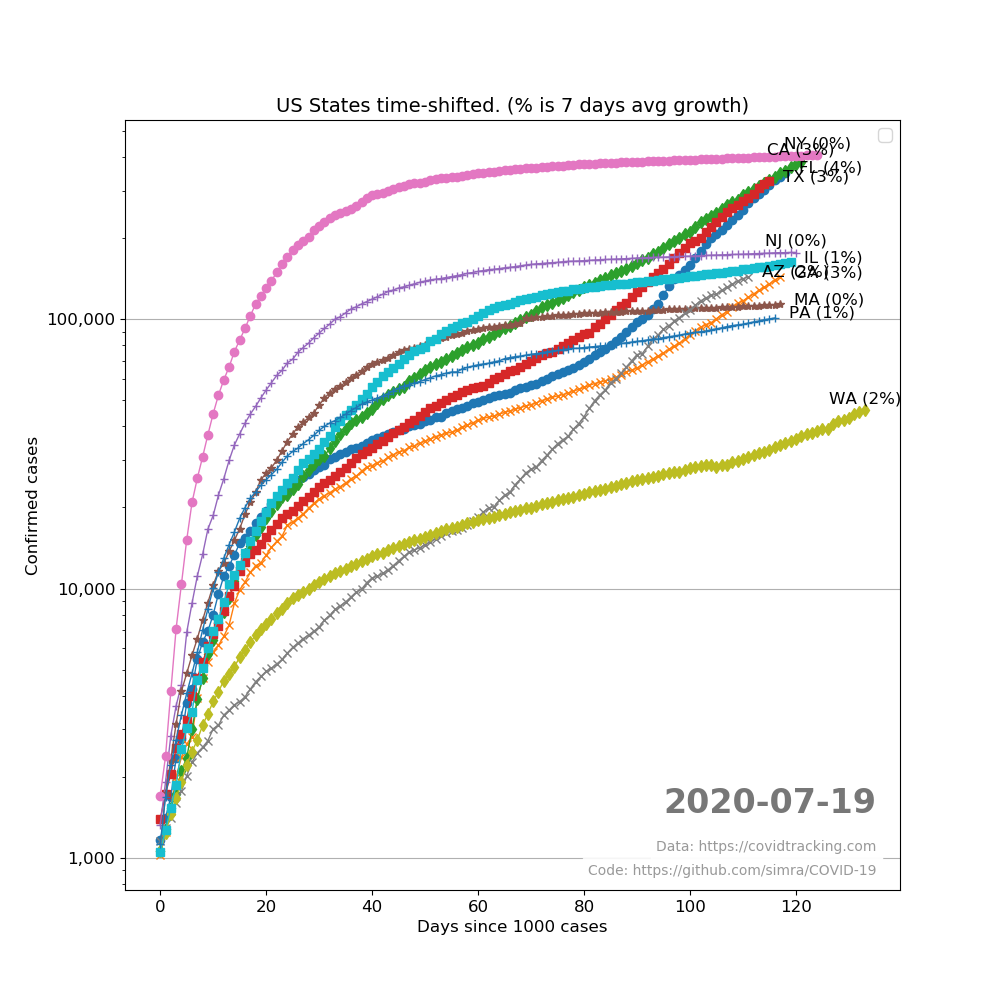 US States time-shifted. (% is 7 days avg growth)
NY (0%)
CA (3%)
FL (4%)
TX (3%)
NJ (0%)
IL (1%)
AZ (2%)
GA (3%)
MA (0%)
PA (1%)
WA (2%)
100,000
10,000
1,000
Confirmed cases
2020-07-19
Data: https://covidtracking.com
Code: https://github.com/simra/COVID-19
0 20 40 60 80 100 120
Days since 1000 cases